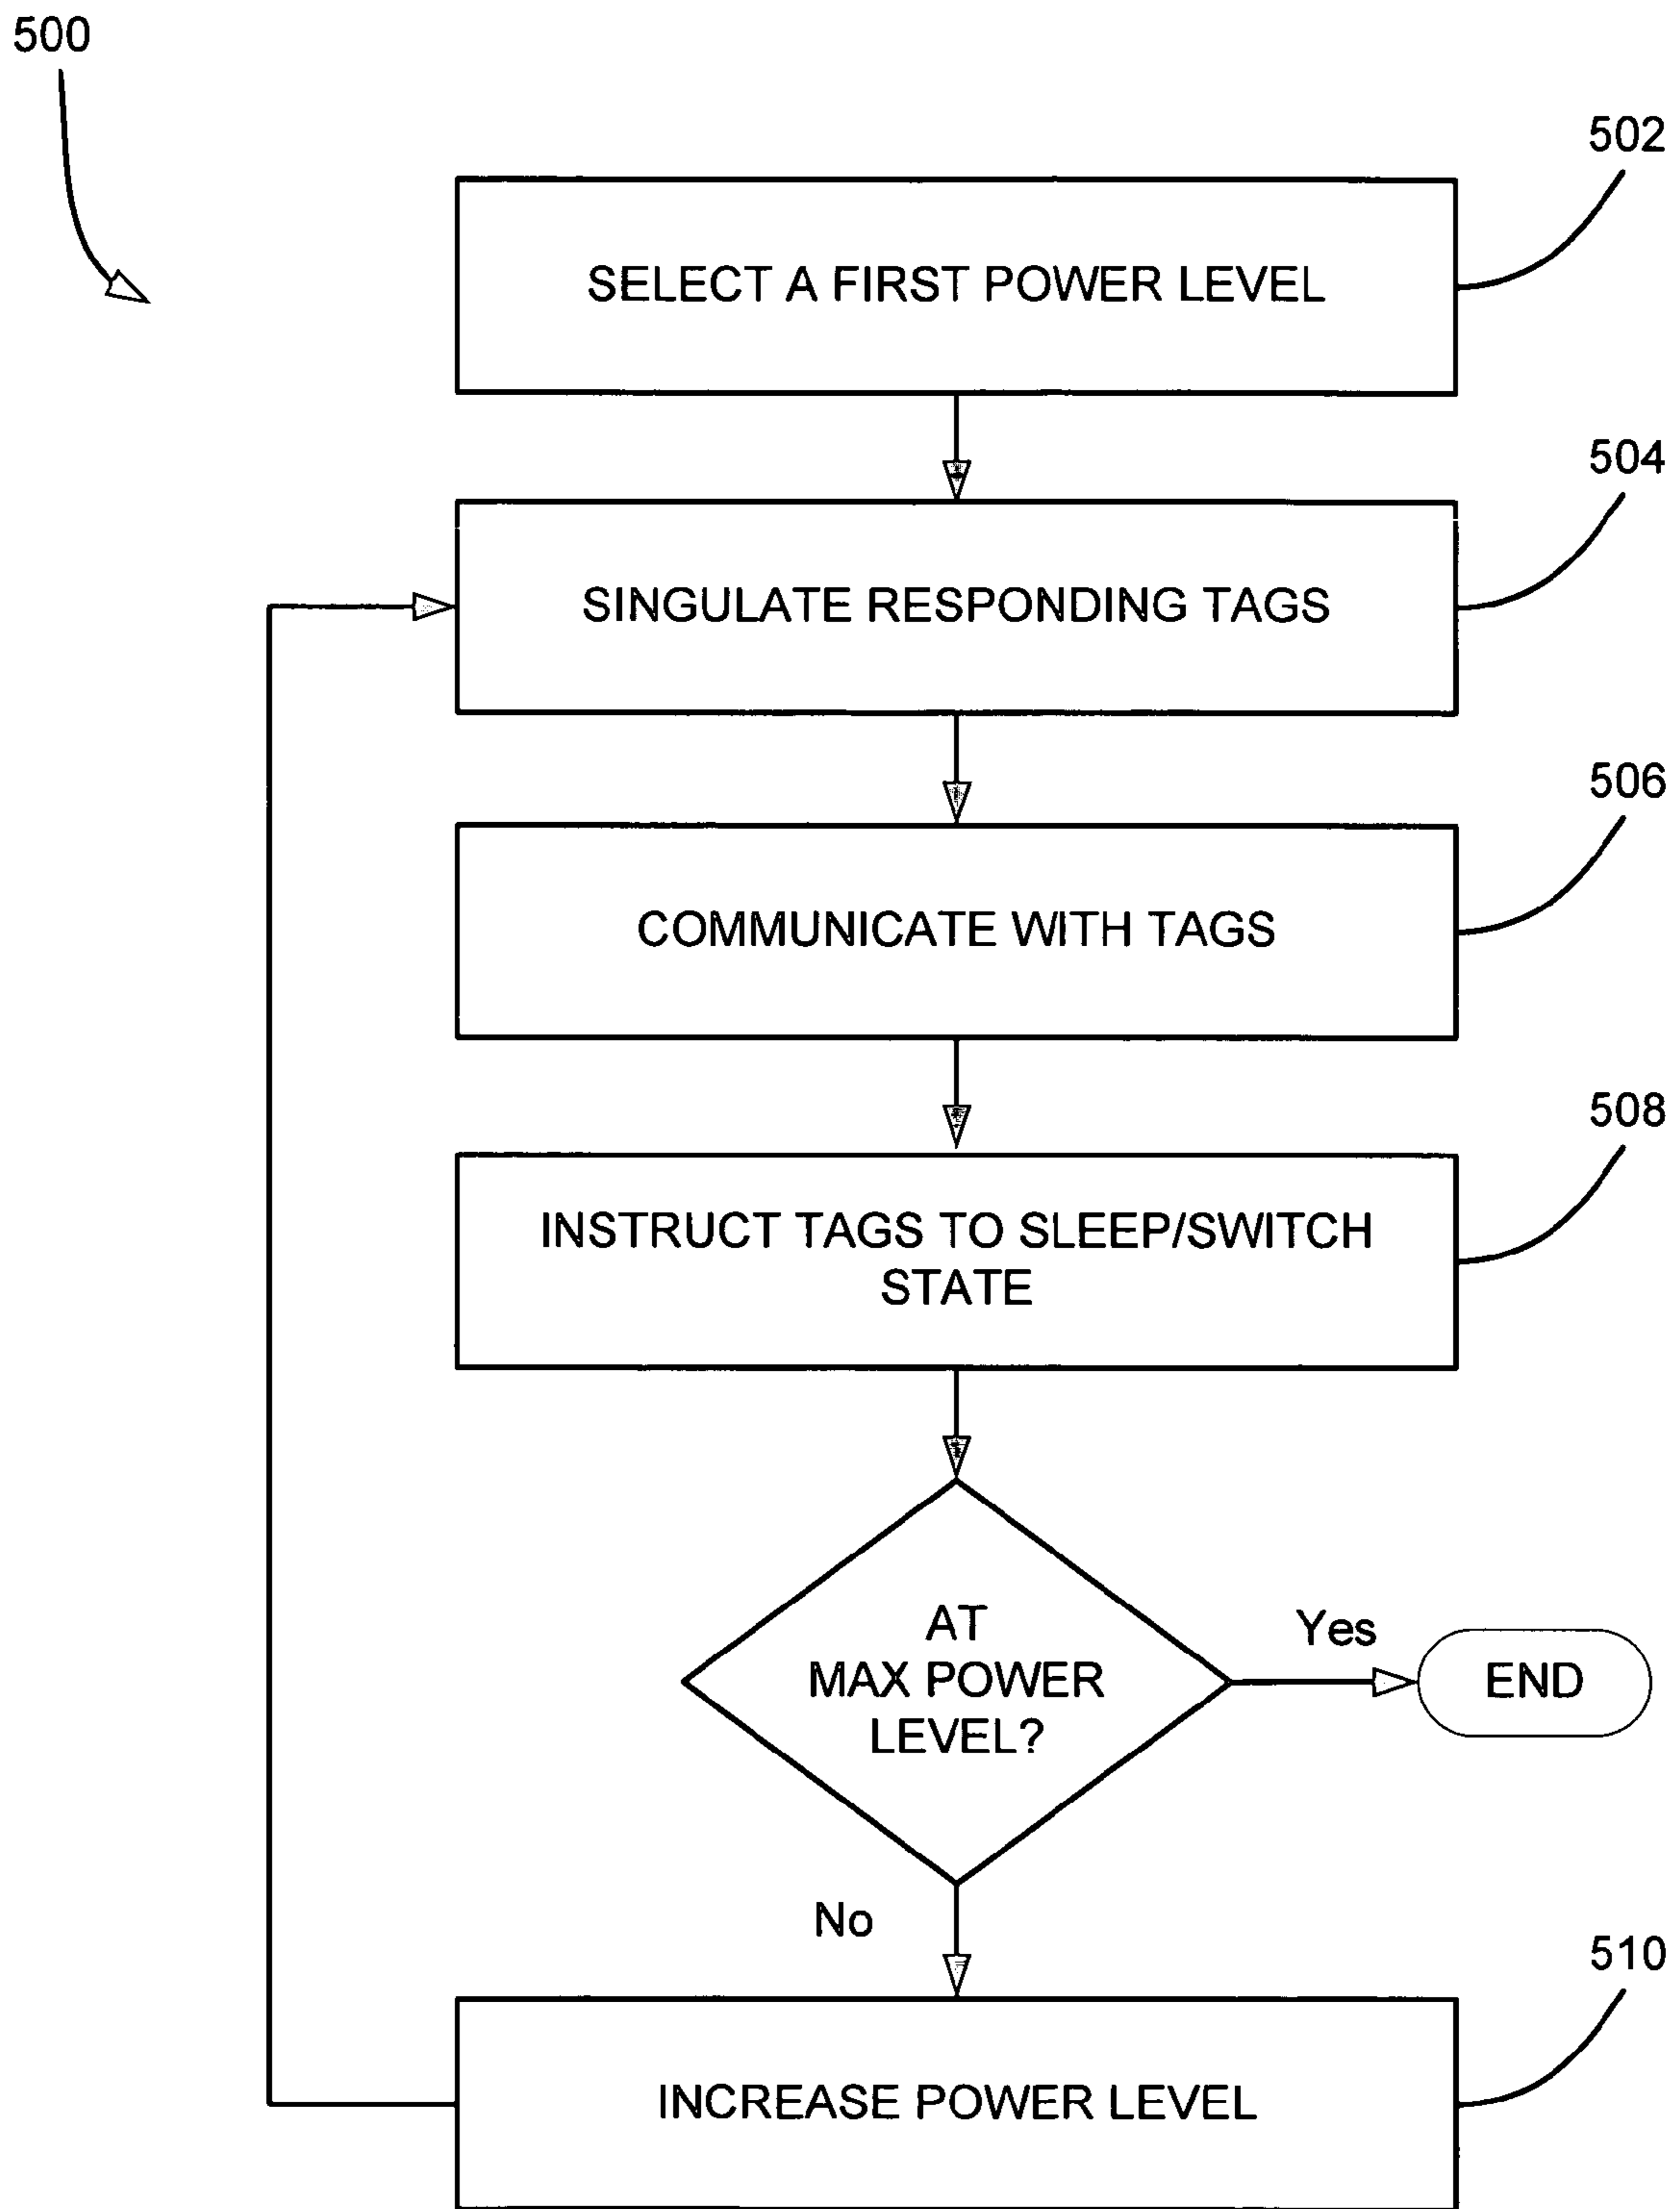 500
502
SELECT A FIRST POWER LEVEL
504
SINGULATE RESPONDING TAGS
506
COMMUNICATE WITH TAGS
508
INSTRUCT TAGS TO SLEEP/SWITCH
STATE
AT
MAX POWER
LEVEL?
Yes
END
No
510
INCREASE POWER LEVEL